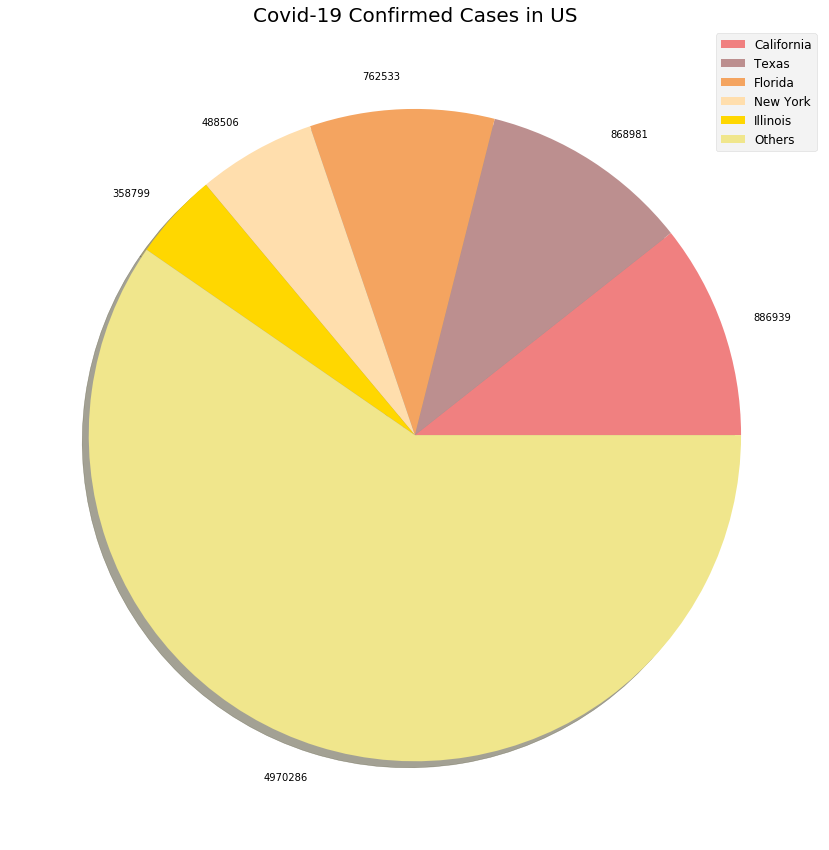 Covid-19 Confirmed Cases in US
California
Texas
Florida
New York
Illinois
Others
762533
488506
868981
358799
886939
4970286